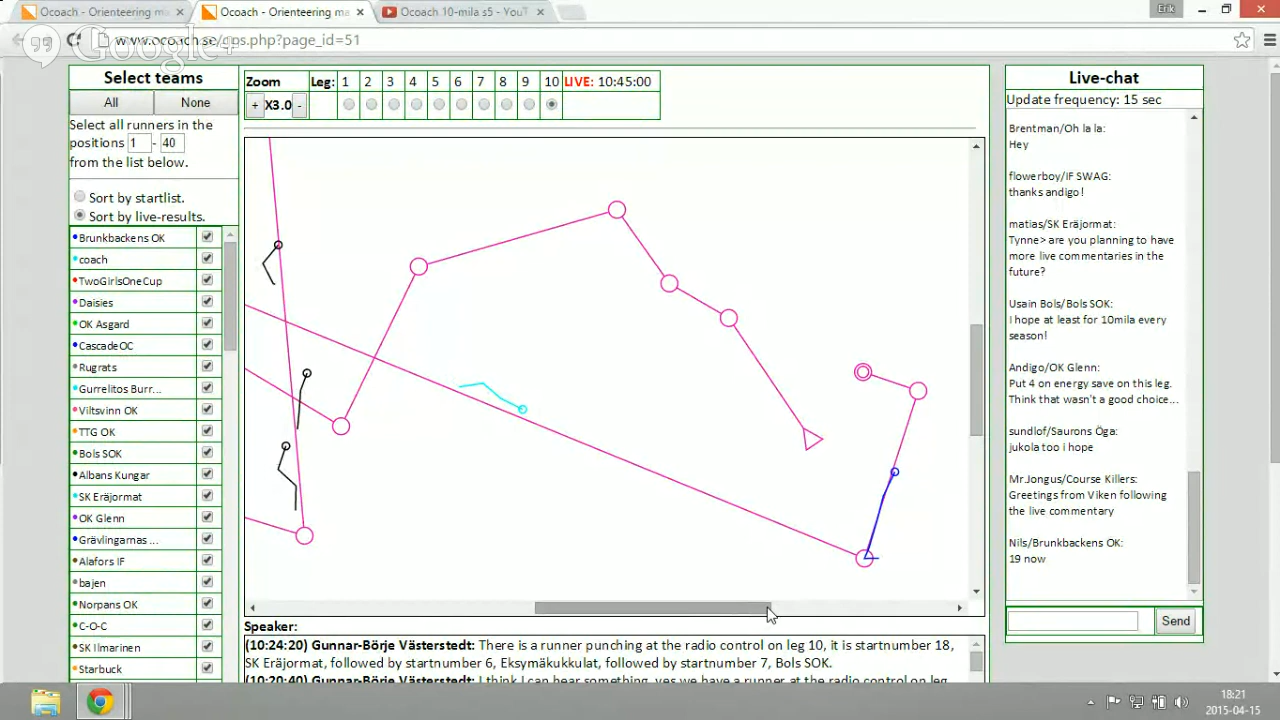 Ocoach - Orienteering ma
Ocoach - Orienteering ma
Ocoach 10-mila s5 - YouT
Erik
Google+
www.ocoach.se/
.php?page_id=51
Select teams
All
None
Select all runners in the
positions 1 - 40
from the list below.
Sort by startlist.
Sort by live-results.
Brunkbackens OK
coach
TwoGirlsOneCup
Daisies
OK Asgard
CascadeOC
Rugrats
Gurrelitos Burr...
Viltsvinn OK
TTG OK
Bols SOK
Albans Kungar
SK Eräjormat
OK Glenn
Grävlingarnas ...
Alafors IF
bajen
Norpans OK
C-O-C
SK Ilmarinen
Starbuck
Zoom
Leg:
1 2 3 4 5 6 7 8 9 10
LIVE: 10:45:00
+ X3.0 -
Speaker:
(10:24:20) Gunnar-Börje Västerstedt: There is a runner punching at the radio control on leg 10, it is startnumber 18,
SK Eräjormat, followed by startnumber 6, Eksymäkukkulat, followed by startnumber 7, Bols SOK.
(10:20:40) Gunnar-Börje Västerstedt: I think I can hear something, yes we have a runner at the radio control on leg
Live-chat
Update frequency: 15 sec
Brentman/Oh la la:
Hey
flowerboy/IF SWAG:
thanks andigo!
matias/SK Eräjormat:
Tynne> are you planning to have
more live commentaries in the
future?
Usain Bols/Bols SOK:
I hope at least for 10mila every
season!
Andigo/OK Glenn:
Put 4 on energy save on this leg.
Think that wasn't a good choice...
sundlof/Saurons Öga:
jukola too i hope
MrJongus/Course Killers:
Greetings from Viken following
the live commentary
Nils/Brunkbackens OK:
19 now
Send
18:21
2015-04-15